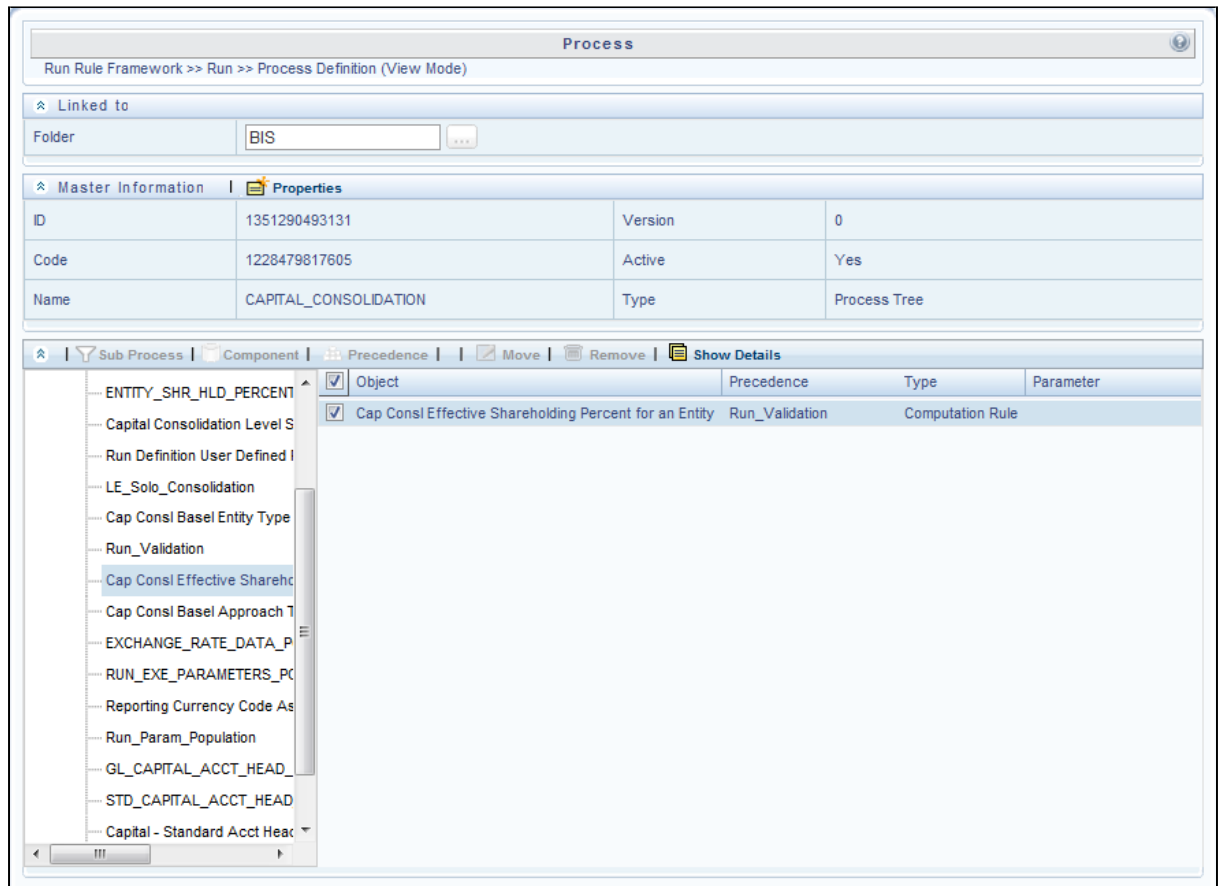 Process
Run Rule Framework >> Run >> Process Definition (View Mode)
Linked to
Folder BIS ...
Master Information | Properties
ID 1351290493131 Version 0
Code 1228479817605 Active Yes
Name CAPITAL_CONSOLIDATION Type Process Tree
| Sub Process | Component | Precedence | | Move | Remove | Show Details
Object Precedence Type Parameter
Cap Consl Effective Shareholding Percent for an Entity Run_Validation Computation Rule
ENTITY_SHR_HLD_PERCENT
Capital Consolidation Level S
Run Definition User Defined
LE_Solo_Consolidation
Cap Consl Basel Entity Type
Run_Validation
Cap Consl Effective Shareho
Cap Consl Basel Approach T
EXCHANGE_RATE_DATA_P
RUN_EXE_PARAMETERS_PO
Reporting Currency Code As
Run_Param_Population
GL_CAPITAL_ACCT_HEAD_
STD_CAPITAL_ACCT_HEAD
Capital - Standard Acct Head